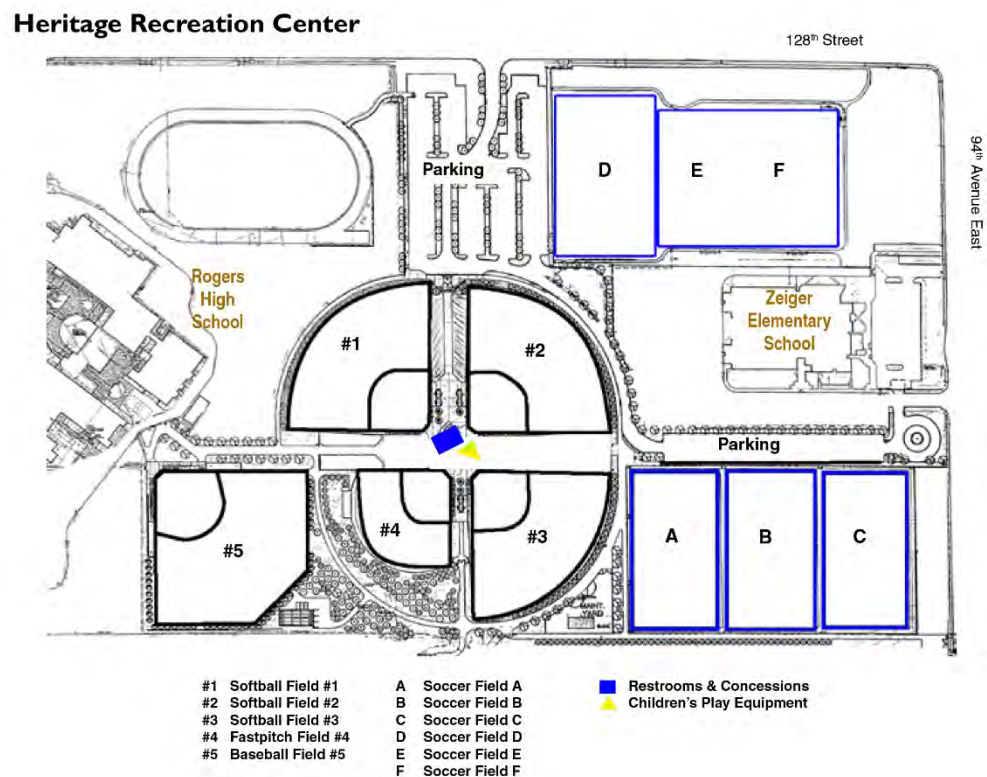 Heritage Recreation Center
128th Street
94th Avenue East
Parking
D
E
F
Rogers
High
School
Zeiger
Elementary
School
#1
#2
Parking
#4
#3
#5
A
B
C
MAINT.
YARD
#1 Softball Field #1
#2 Softball Field #2
#3 Softball Field #3
#4 Fastpitch Field #4
#5 Baseball Field #5
A Soccer Field A
B Soccer Field B
C Soccer Field C
D Soccer Field D
E Soccer Field E
F Soccer Field F
Restrooms & Concessions
Children's Play Equipment